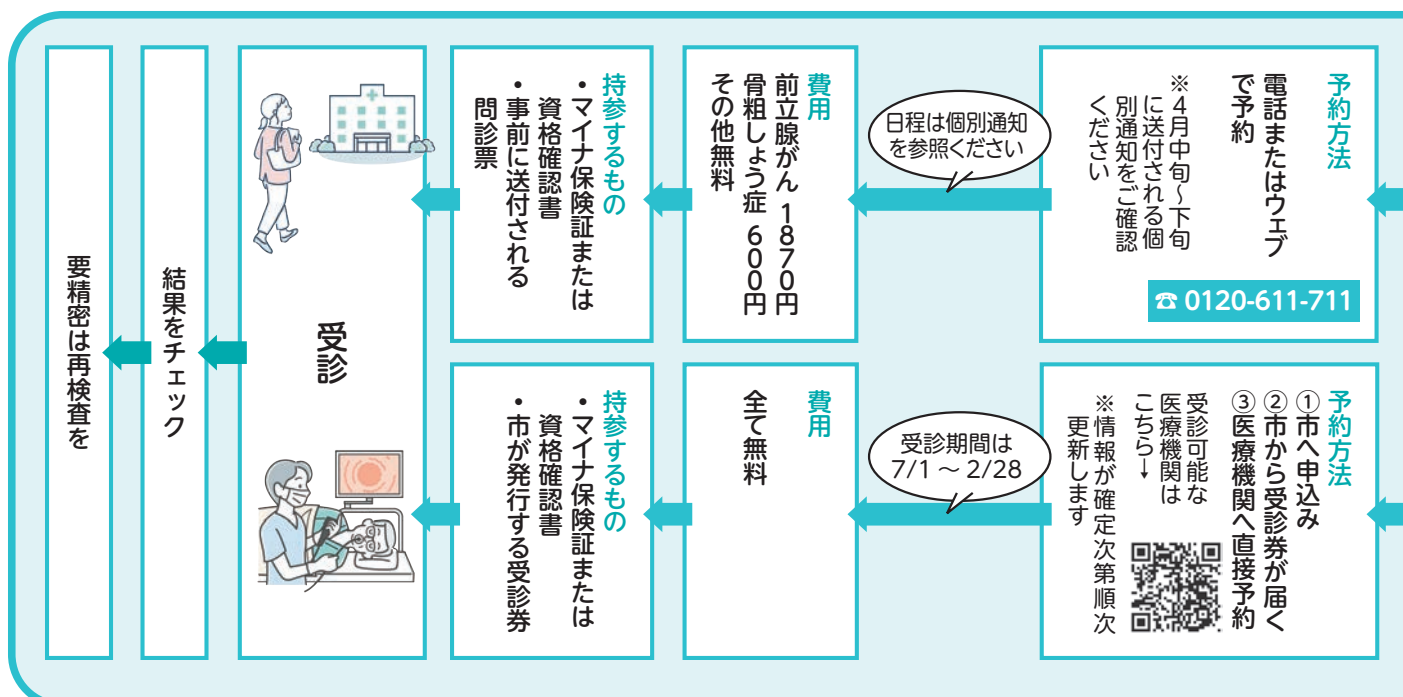 予約方法
電話またはウェブ
で予約
※4月中旬～下旬
に送付される個
別通知をご確認
ください
☎ 0120-611-711
日程は個別通知
を参照ください
費用
前立腺がん 1870円
骨粗しょう症 600円
その他無料
持参するもの
・マイナ保険証または
資格確認書
・事前に送付される
問診票
予約方法
①市へ申込み
②市から受診券が届く
③医療機関へ直接予約
受診可能な
医療機関は
こちら→
※情報が確定次第順次
更新します
受診期間は
7/1 ～ 2/28
費用
全て無料
持参するもの
・マイナ保険証または
資格確認書
・市が発行する受診券
受診
結果をチェック
要精密は再検査を